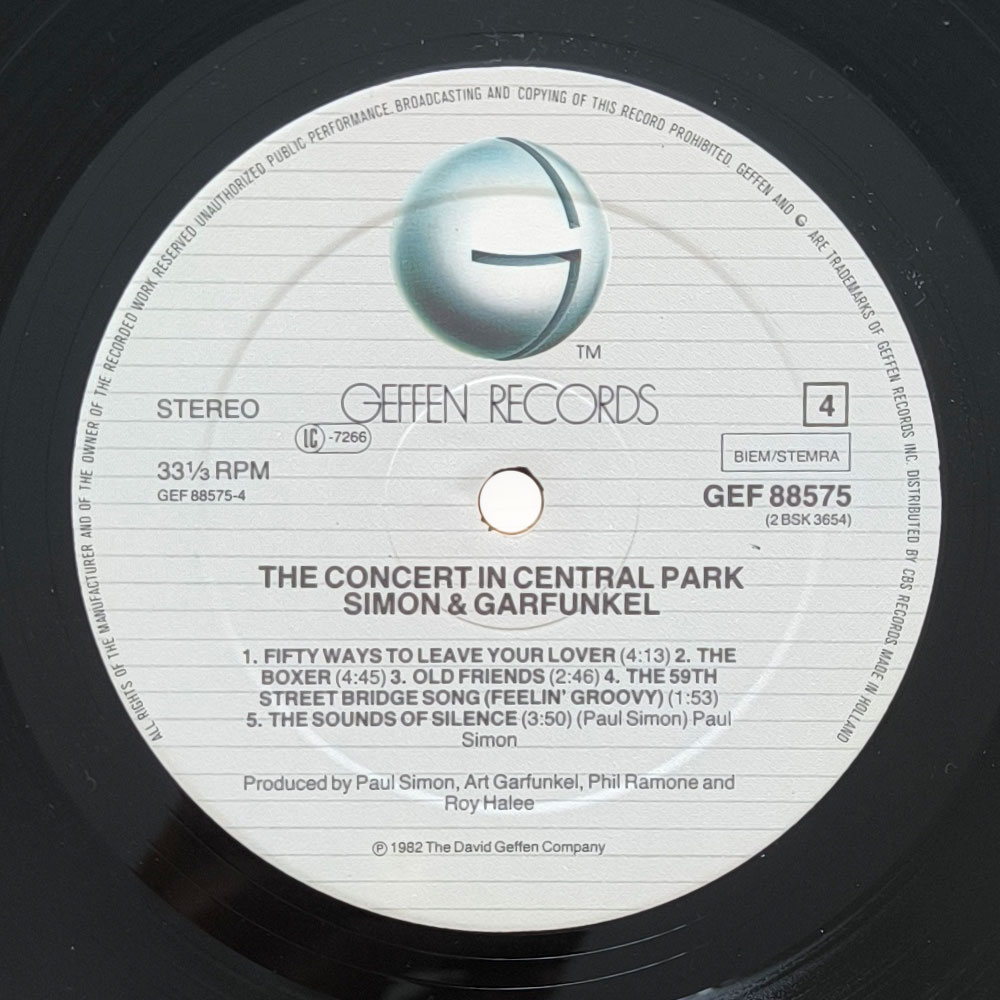 ALL RIGHTS OF THE MANUFACTURER AND OF THE OWNER OF THE RECORDED WORK RESERVED UNAUTHORIZED PUBLIC PERFORMANCE. BROADCASTING AND COPYING OF THIS RECORD PROHIBITED. GEFFEN AND G ARE TRADEMARKS OF GEFFEN RECORDS INC. DISTRIBUTED BY CBS RECORDS. MADE IN HOLLAND
TM
GEFFEN RECORDS
STEREO
LC -7266
33⅓ RPM
GEF 88575-4
4
BIEM/STEMRA
GEF 88575
(2 BSK 3654)
THE CONCERT IN CENTRAL PARK
SIMON & GARFUNKEL
1. FIFTY WAYS TO LEAVE YOUR LOVER (4:13) 2. THE
BOXER (4:45) 3. OLD FRIENDS (2:46) 4. THE 59TH
STREET BRIDGE SONG (FEELIN' GROOVY) (1:53)
5. THE SOUNDS OF SILENCE (3:50) (Paul Simon) Paul
Simon
Produced by Paul Simon, Art Garfunkel, Phil Ramone and
Roy Halee
℗ 1982 The David Geffen Company